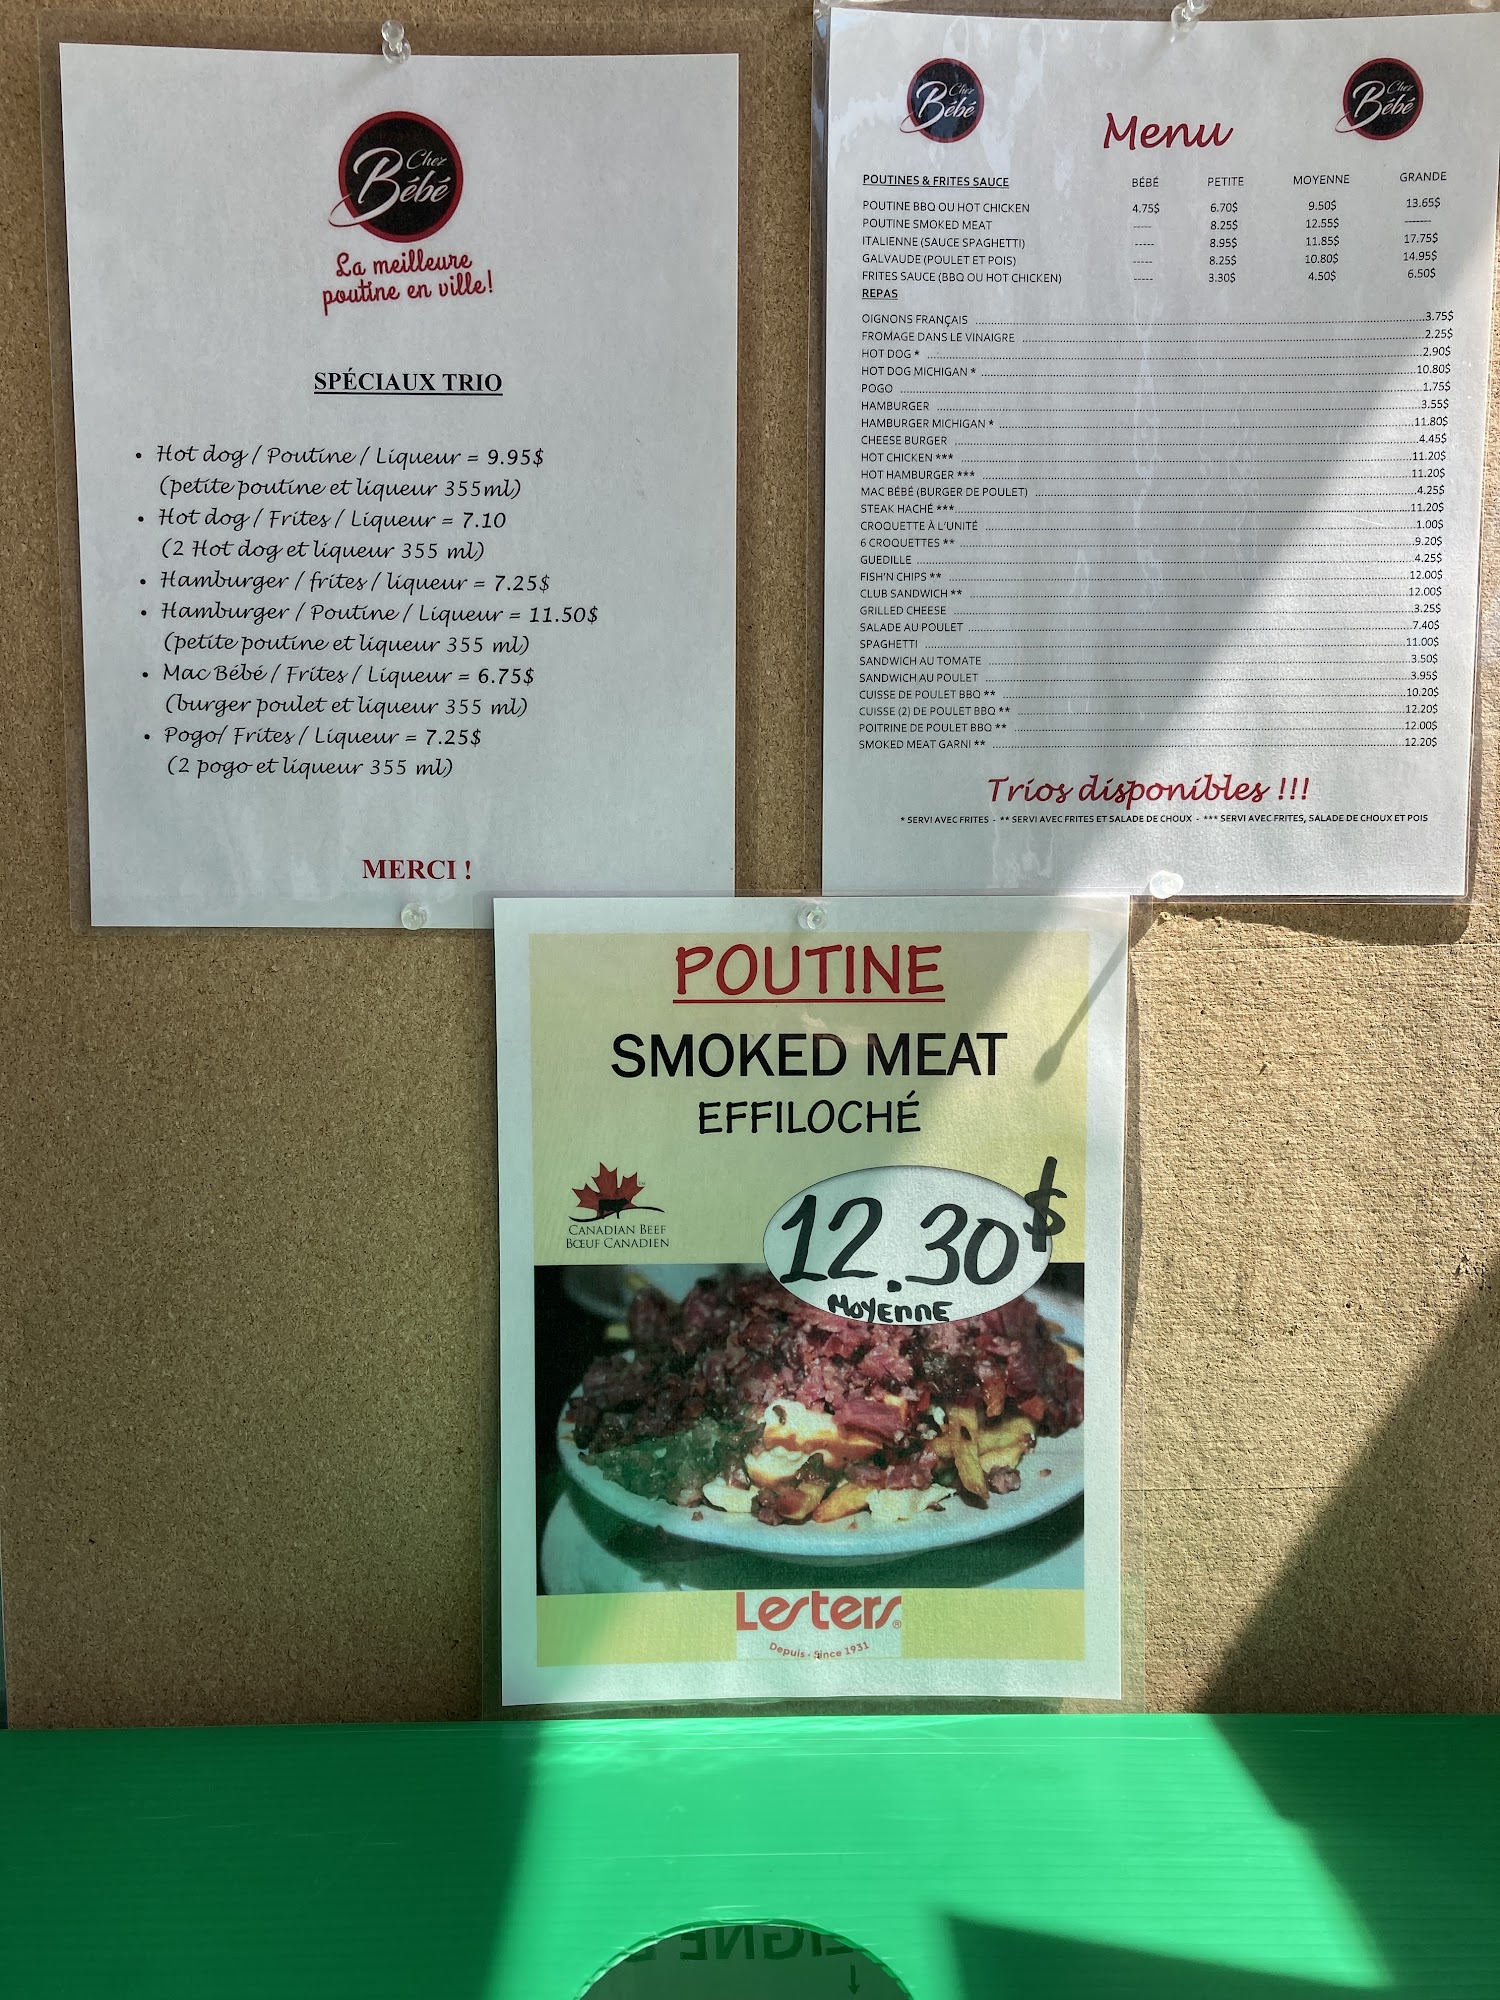 Chez
Bébé
La meilleure
poutine en ville!
SPÉCIAUX TRIO
• Hot dog / Poutine / Liqueur = 9.95$
(petite poutine et liqueur 355ml)
• Hot dog / Frites / Liqueur = 7.10
(2 Hot dog et liqueur 355 ml)
• Hamburger / frites / liqueur = 7.25$
• Hamburger / Poutine / Liqueur = 11.50$
(petite poutine et liqueur 355 ml)
• Mac Bébé / Frites / Liqueur = 6.75$
(burger poulet et liqueur 355 ml)
• Pogo/ Frites / Liqueur = 7.25$
(2 pogo et liqueur 355 ml)
MERCI !
Chez
Bébé
Chez
Bébé
Menu
POUTINES & FRITES SAUCE BÉBÉ PETITE MOYENNE GRANDE
POUTINE BBQ OU HOT CHICKEN 4.75$ 6.70$ 9.50$ 13.65$
POUTINE SMOKED MEAT ----- 8.25$ 12.55$ -------
ITALIENNE (SAUCE SPAGHETTI) ----- 8.95$ 11.85$ 17.75$
GALVAUDE (POULET ET POIS) ----- 8.25$ 10.80$ 14.95$
FRITES SAUCE (BBQ OU HOT CHICKEN) ----- 3.30$ 4.50$ 6.50$
REPAS
OIGNONS FRANÇAIS 3.75$
FROMAGE DANS LE VINAIGRE 2.25$
HOT DOG * 2.90$
HOT DOG MICHIGAN * 10.80$
POGO 1.75$
HAMBURGER 3.55$
HAMBURGER MICHIGAN * 11.80$
CHEESE BURGER 4.45$
HOT CHICKEN *** 11.20$
HOT HAMBURGER *** 11.20$
MAC BÉBÉ (BURGER DE POULET) 4.25$
STEAK HACHÉ *** 11.20$
CROQUETTE À L'UNITÉ 1.00$
6 CROQUETTES ** 9.20$
GUEDILLE 4.25$
FISH'N CHIPS ** 12.00$
CLUB SANDWICH ** 12.00$
GRILLED CHEESE 3.25$
SALADE AU POULET 7.40$
SPAGHETTI 11.00$
SANDWICH AU TOMATE 3.50$
SANDWICH AU POULET 3.95$
CUISSE DE POULET BBQ ** 10.20$
CUISSE (2) DE POULET BBQ ** 12.20$
POITRINE DE POULET BBQ ** 12.00$
SMOKED MEAT GARNI ** 12.20$
Trios disponibles !!!
* SERVI AVEC FRITES - ** SERVI AVEC FRITES ET SALADE DE CHOUX - *** SERVI AVEC FRITES, SALADE DE CHOUX ET POIS
POUTINE
SMOKED MEAT
EFFILOCHÉ
CANADIAN BEEF
BŒUF CANADIEN
12.30$
MOYENNE
Lesters®
Depuis · Since 1931